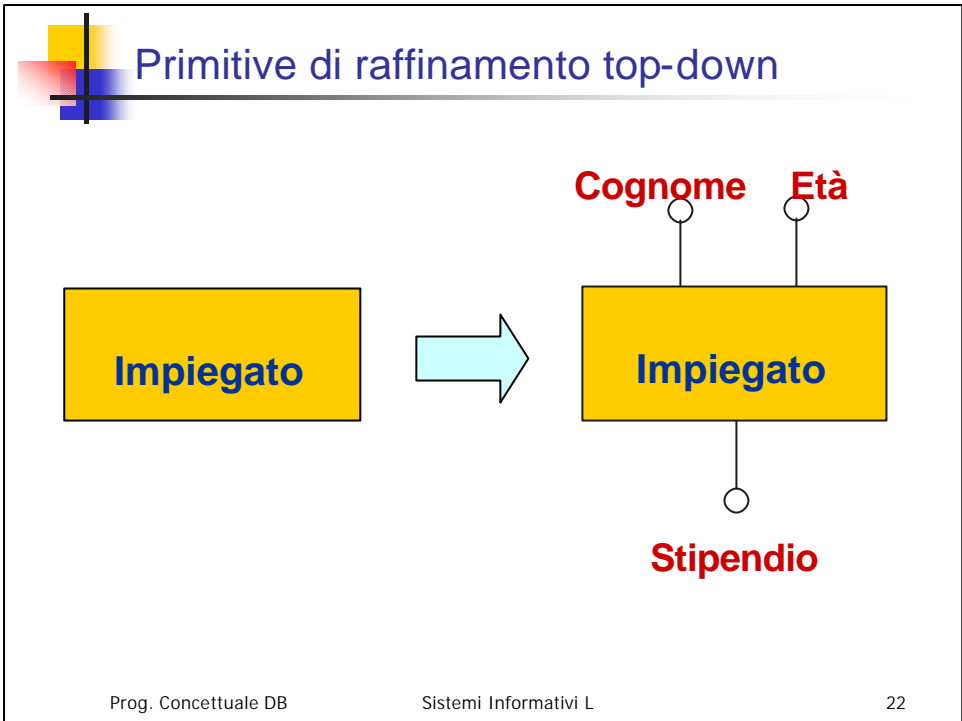 Primitive di raffinamento top-down
Cognome Età
Impiegato
Impiegato
Stipendio
Prog. Concettuale DB Sistemi Informativi L 22